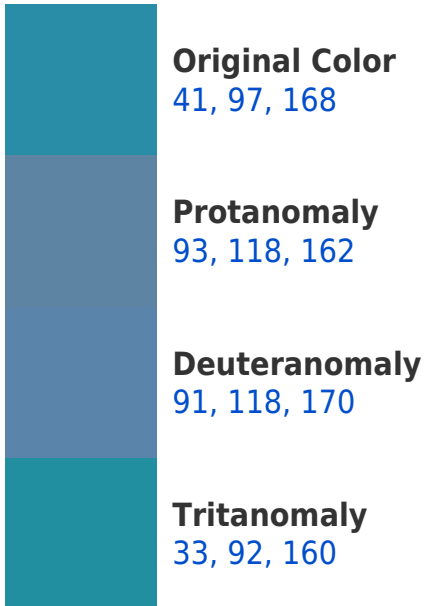 Original Color
41, 97, 168
Protanomaly
93, 118, 162
Deuteranomaly
91, 118, 170
Tritanomaly
33, 92, 160